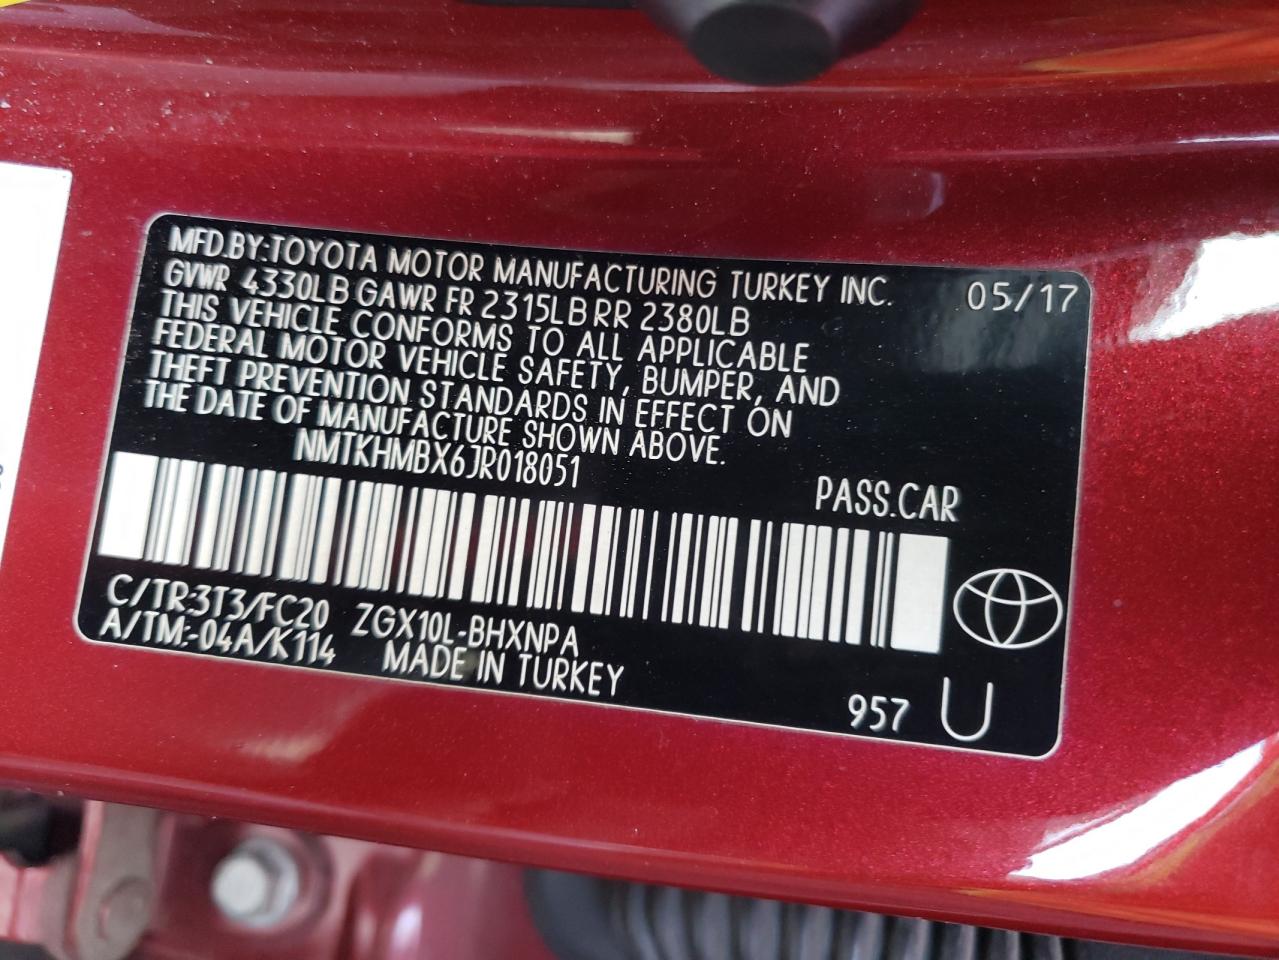 MFD.BY:TOYOTA MOTOR MANUFACTURING TURKEY INC. 05/17
GVWR 4330LB GAWR FR 2315LB RR 2380LB
THIS VEHICLE CONFORMS TO ALL APPLICABLE
FEDERAL MOTOR VEHICLE SAFETY, BUMPER, AND
THEFT PREVENTION STANDARDS IN EFFECT ON
THE DATE OF MANUFACTURE SHOWN ABOVE.
NMTKHMBX6JR018051
PASS.CAR
C/TR:3T3/FC20 ZGX10L-BHXNPA
A/TM:-04A/K114 MADE IN TURKEY
957 U